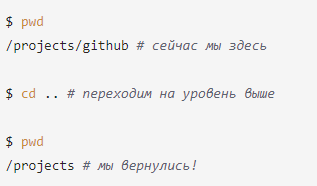 $ pwd
/projects/github # сейчас мы здесь
$ cd .. # переходим на уровень выше
$ pwd
/projects # мы вернулись!